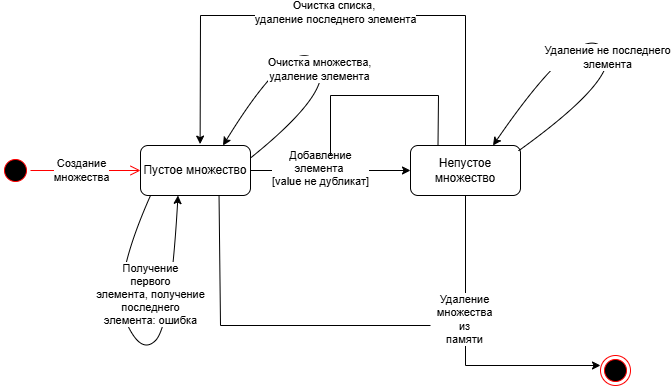 Очистка списка,
удаление последнего элемента
Удаление не последнего
элемента
Очистка множества,
удаление элемента
Создание
множества
Пустое множество
Добавление
элемента
[value не дубликат]
Непустое
множество
Получение
первого
элемента, получение
последнего
элемента: ошибка
Удаление
множества
из
памяти